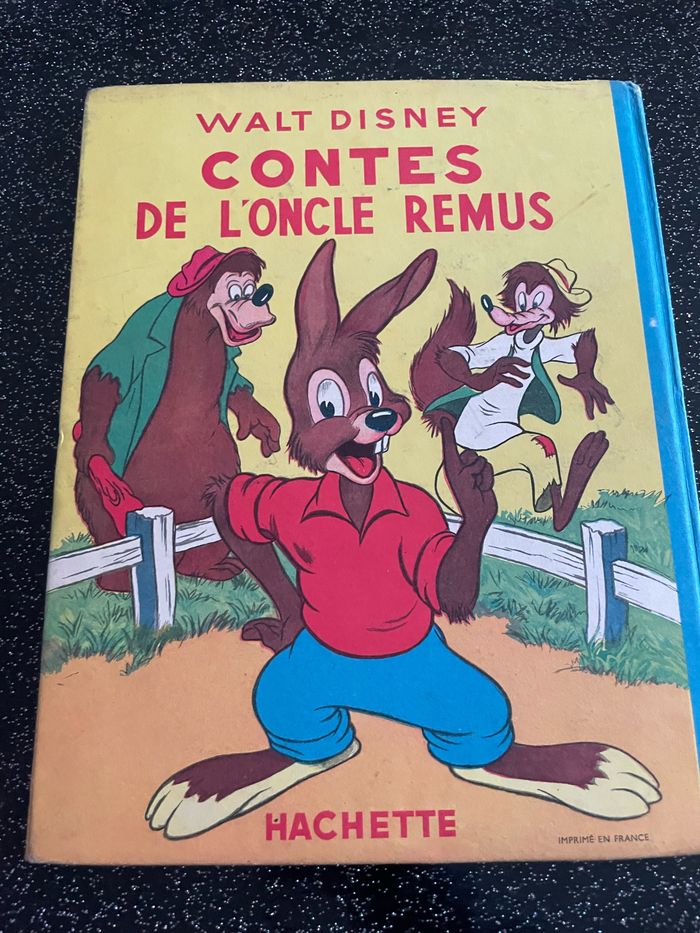 WALT DISNEY
CONTES
DE L'ONCLE REMUS
HACHETTE
IMPRIMÉ EN FRANCE